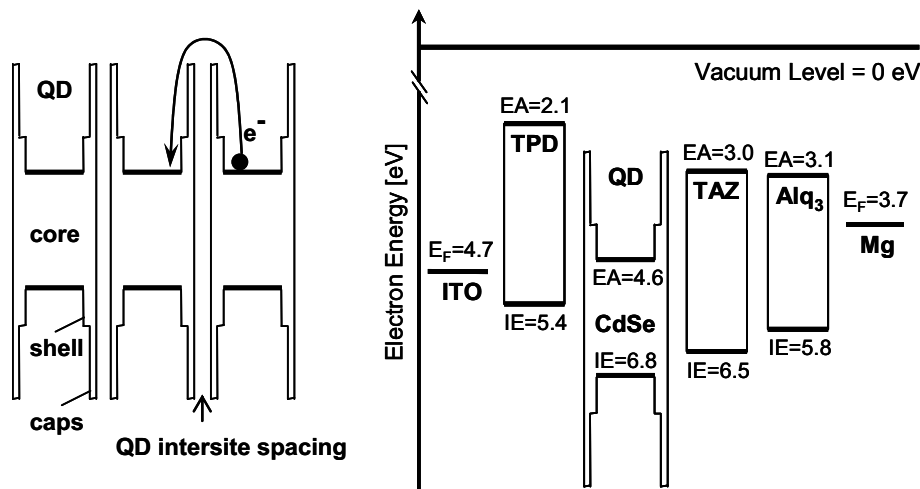 QD
e-
core
shell
caps
QD intersite spacing
Electron Energy [eV]
Vacuum Level = 0 eV
EA=2.1
TPD
EF=4.7
ITO
IE=5.4
QD
EA=4.6
CdSe
IE=6.8
EA=3.0
TAZ
IE=6.5
EA=3.1
Alq3
IE=5.8
EF=3.7
Mg